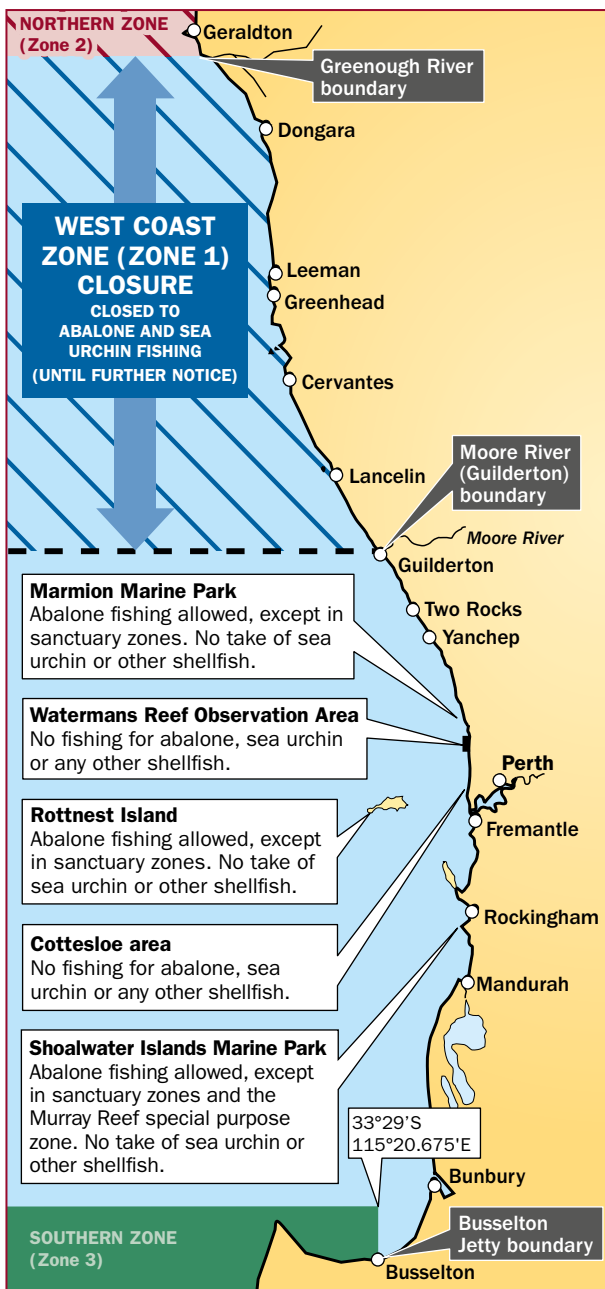 NORTHERN ZONE
(Zone 2)
Geraldton
Greenough River
boundary
Dongara
WEST COAST
ZONE (ZONE 1)
CLOSURE
CLOSED TO
ABALONE AND SEA
URCHIN FISHING
(UNTIL FURTHER NOTICE)
Leeman
Greenhead
Cervantes
Moore River
(Guilderton)
boundary
Lancelin
Moore River
Guilderton
Marmion Marine Park
Abalone fishing allowed, except in
sanctuary zones. No take of sea
urchin or other shellfish.
Two Rocks
Yanchep
Watermans Reef Observation Area
No fishing for abalone, sea urchin
or any other shellfish.
Perth
Rottnest Island
Abalone fishing allowed, except
in sanctuary zones. No take of
sea urchin or other shellfish.
Fremantle
Rockingham
Cottesloe area
No fishing for abalone, sea
urchin or any other shellfish.
Mandurah
Shoalwater Islands Marine Park
Abalone fishing allowed, except
in sanctuary zones and the
Murray Reef special purpose
zone. No take of sea urchin or
other shellfish.
33°29'S
115°20.675'E
Bunbury
SOUTHERN ZONE
(Zone 3)
Busselton
Jetty boundary
Busselton